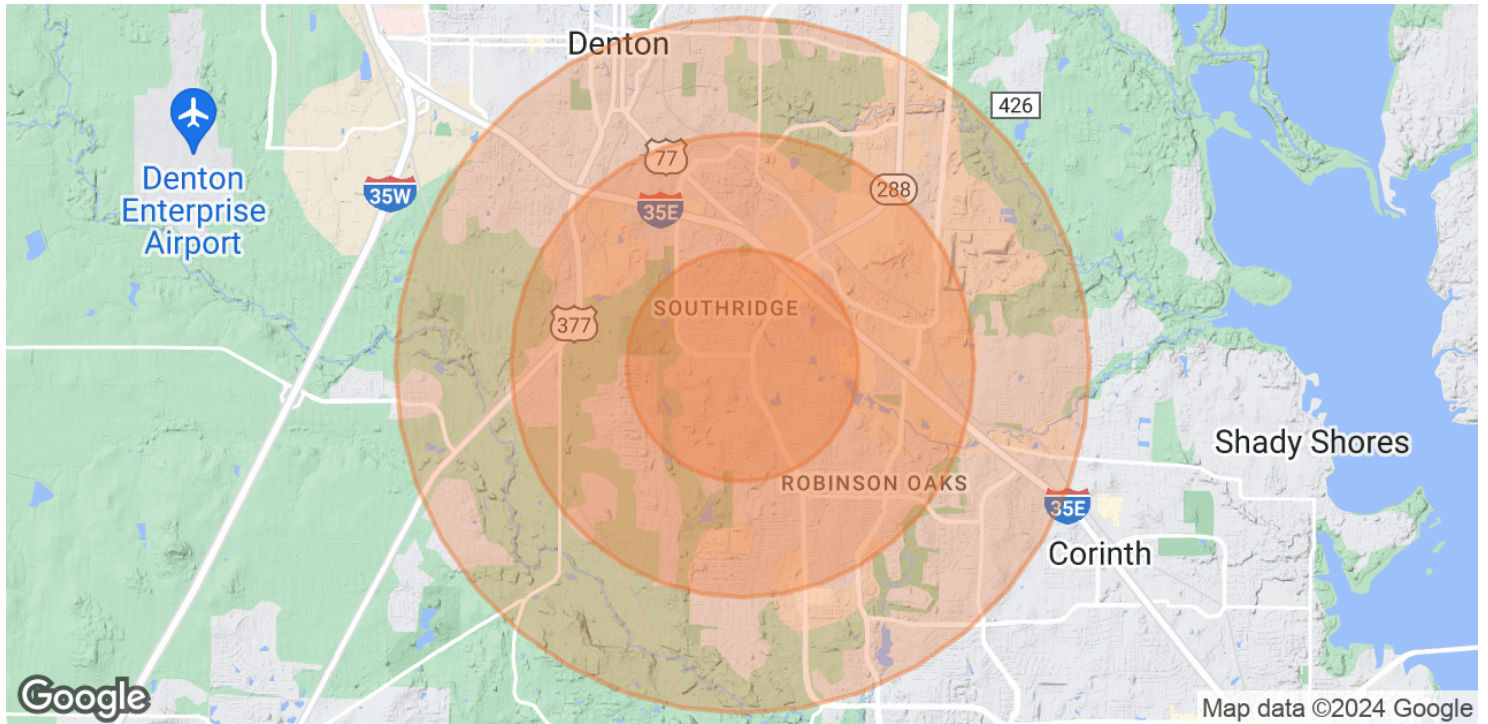 Denton
426
77
Denton
Enterprise
Airport
35W
288
35E
SOUTHRIDGE
377
Shady Shores
ROBINSON OAKS
35E
Corinth
Google
Map data ©2024 Google